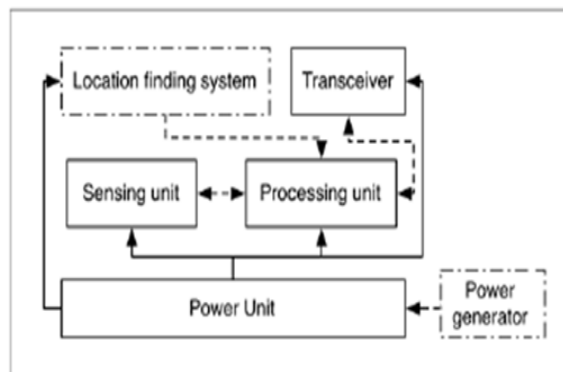 Location finding system
Transceiver
Sensing unit
Processing unit
Power Unit
Power
generator